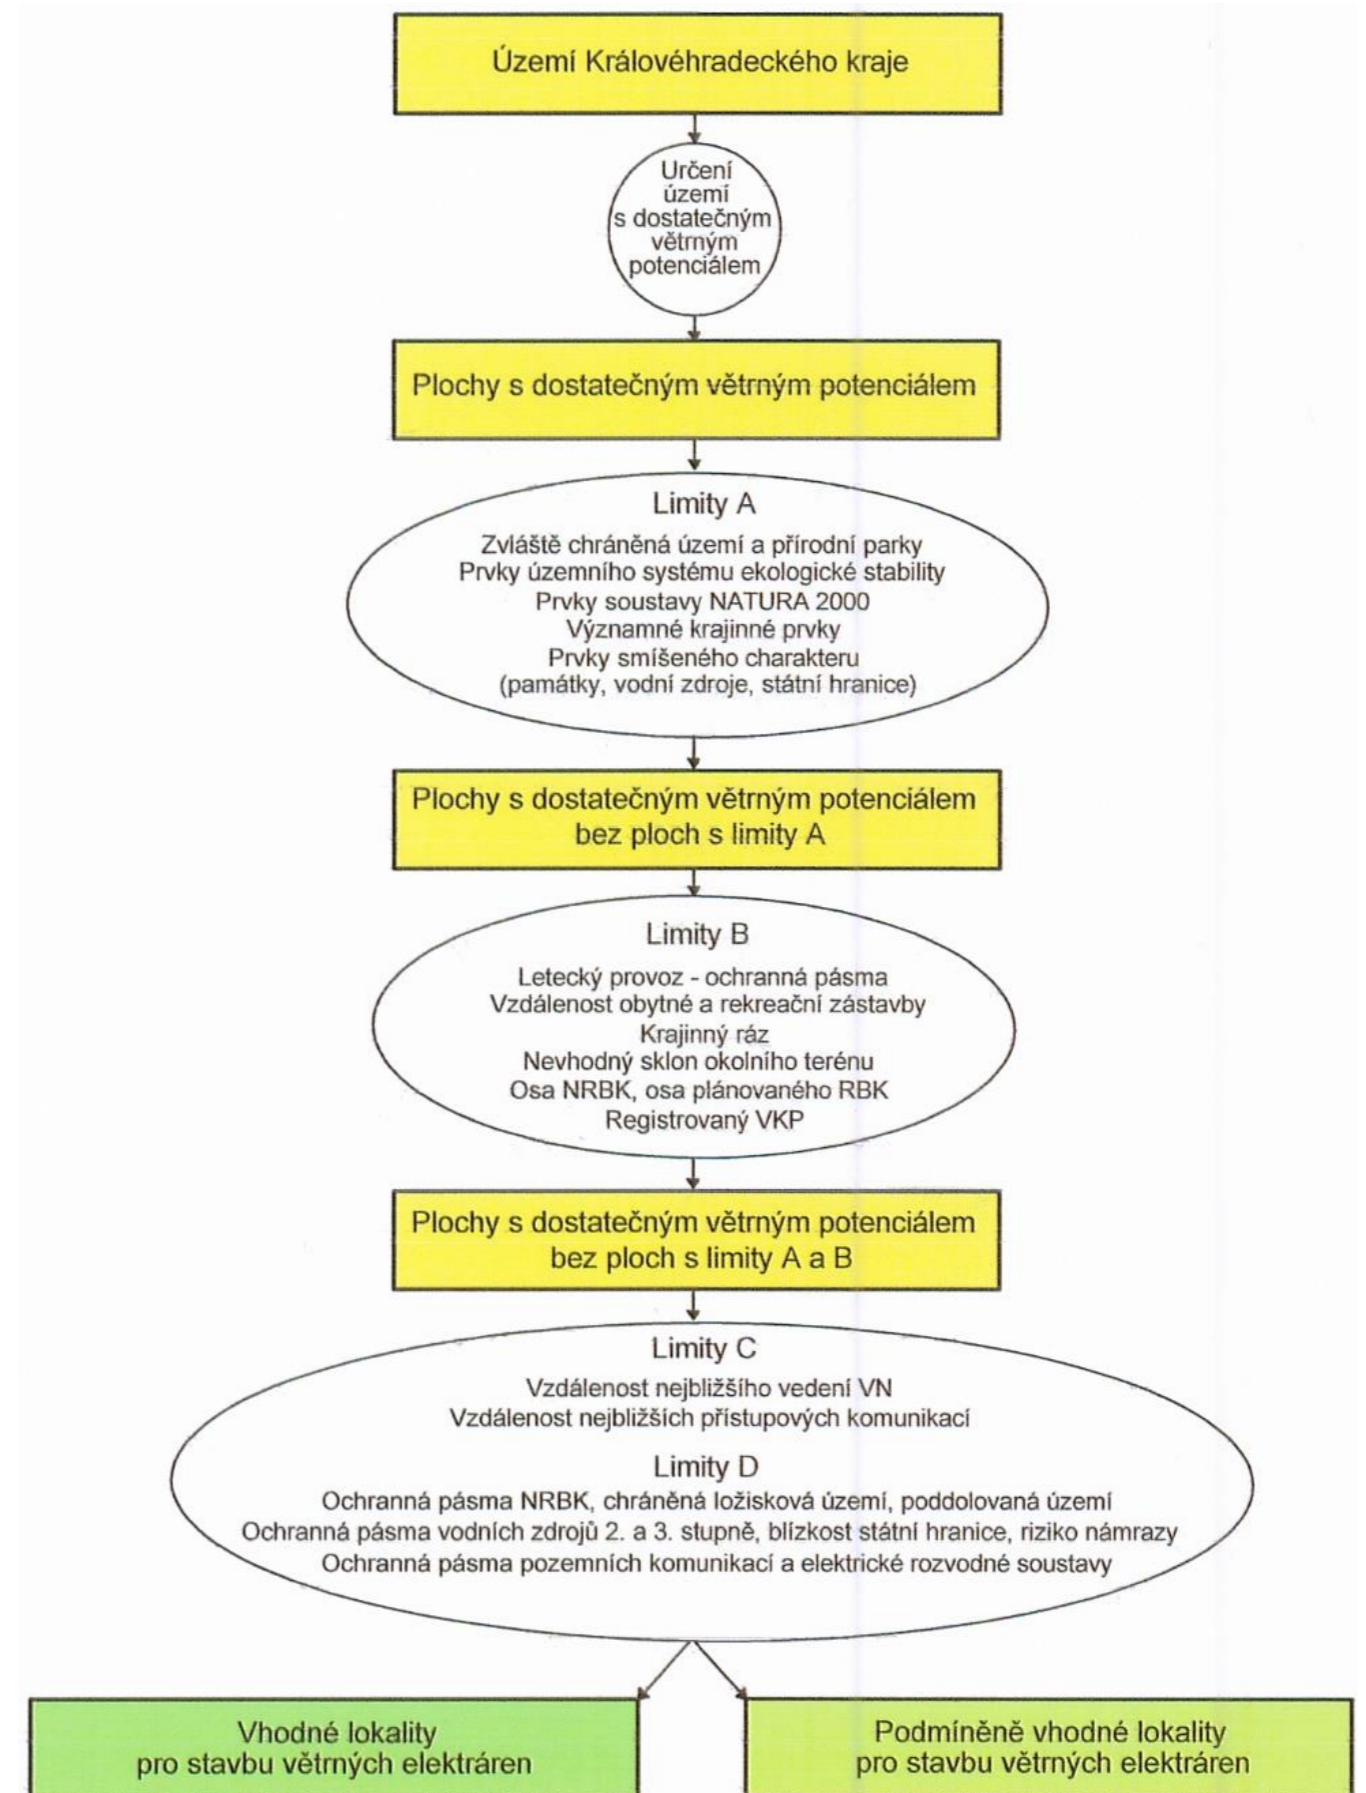 Území Královéhradeckého kraje
Určení
území
s dostatečným
větrným
potenciálem
Plochy s dostatečným větrným potenciálem
Limity A
Zvláště chráněná území a přírodní parky
Prvky územního systému ekologické stability
Prvky soustavy NATURA 2000
Významné krajinné prvky
Prvky smíšeného charakteru
(památky, vodní zdroje, státní hranice)
Plochy s dostatečným větrným potenciálem
bez ploch s limity A
Limity B
Letecký provoz - ochranná pásma
Vzdálenost obytné a rekreační zástavby
Krajinný ráz
Nevhodný sklon okolního terénu
Osa NRBK, osa plánovaného RBK
Registrovaný VKP
Plochy s dostatečným větrným potenciálem
bez ploch s limity A a B
Limity C
Vzdálenost nejbližšího vedení VN
Vzdálenost nejbližších přístupových komunikací
Limity D
Ochranná pásma NRBK, chráněná ložisková území, poddolovaná území
Ochranná pásma vodních zdrojů 2. a 3. stupně, blízkost státní hranice, riziko námrazy
Ochranná pásma pozemních komunikací a elektrické rozvodné soustavy
Vhodné lokality
pro stavbu větrných elektráren
Podmíněně vhodné lokality
pro stavbu větrných elektráren